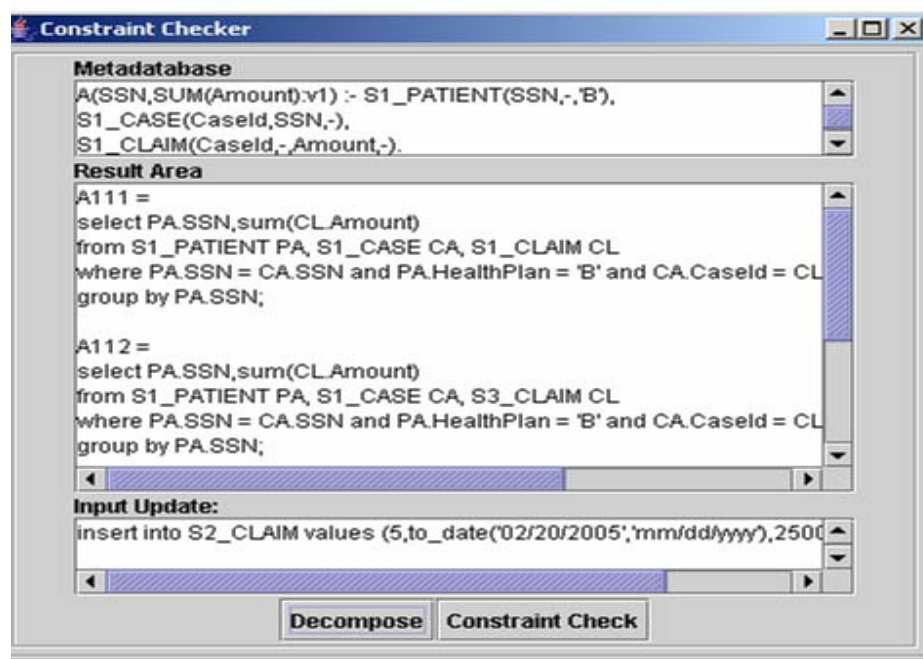 Constraint Checker
Metadatabase
A(SSN,SUM(Amount):v1) :- S1_PATIENT(SSN,-,'B'),
S1_CASE(CaseId,SSN,-),
S1_CLAIM(CaseId,-,Amount,-).
Result Area
A111 =
select PA.SSN,sum(CL.Amount)
from S1_PATIENT PA, S1_CASE CA, S1_CLAIM CL
where PA.SSN = CA.SSN and PA.HealthPlan = 'B' and CA.CaseId = CL
group by PA.SSN;
A112 =
select PA.SSN,sum(CL.Amount)
from S1_PATIENT PA, S1_CASE CA, S3_CLAIM CL
where PA.SSN = CA.SSN and PA.HealthPlan = 'B' and CA.CaseId = CL
group by PA.SSN;
Input Update:
insert into S2_CLAIM values (5,to_date('02/20/2005','mm/dd/yyyy'),2500
Decompose Constraint Check